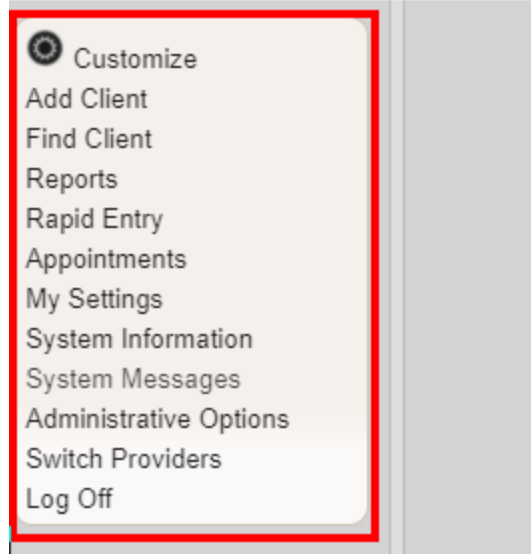 Customize
Add Client
Find Client
Reports
Rapid Entry
Appointments
My Settings
System Information
System Messages
Administrative Options
Switch Providers
Log Off